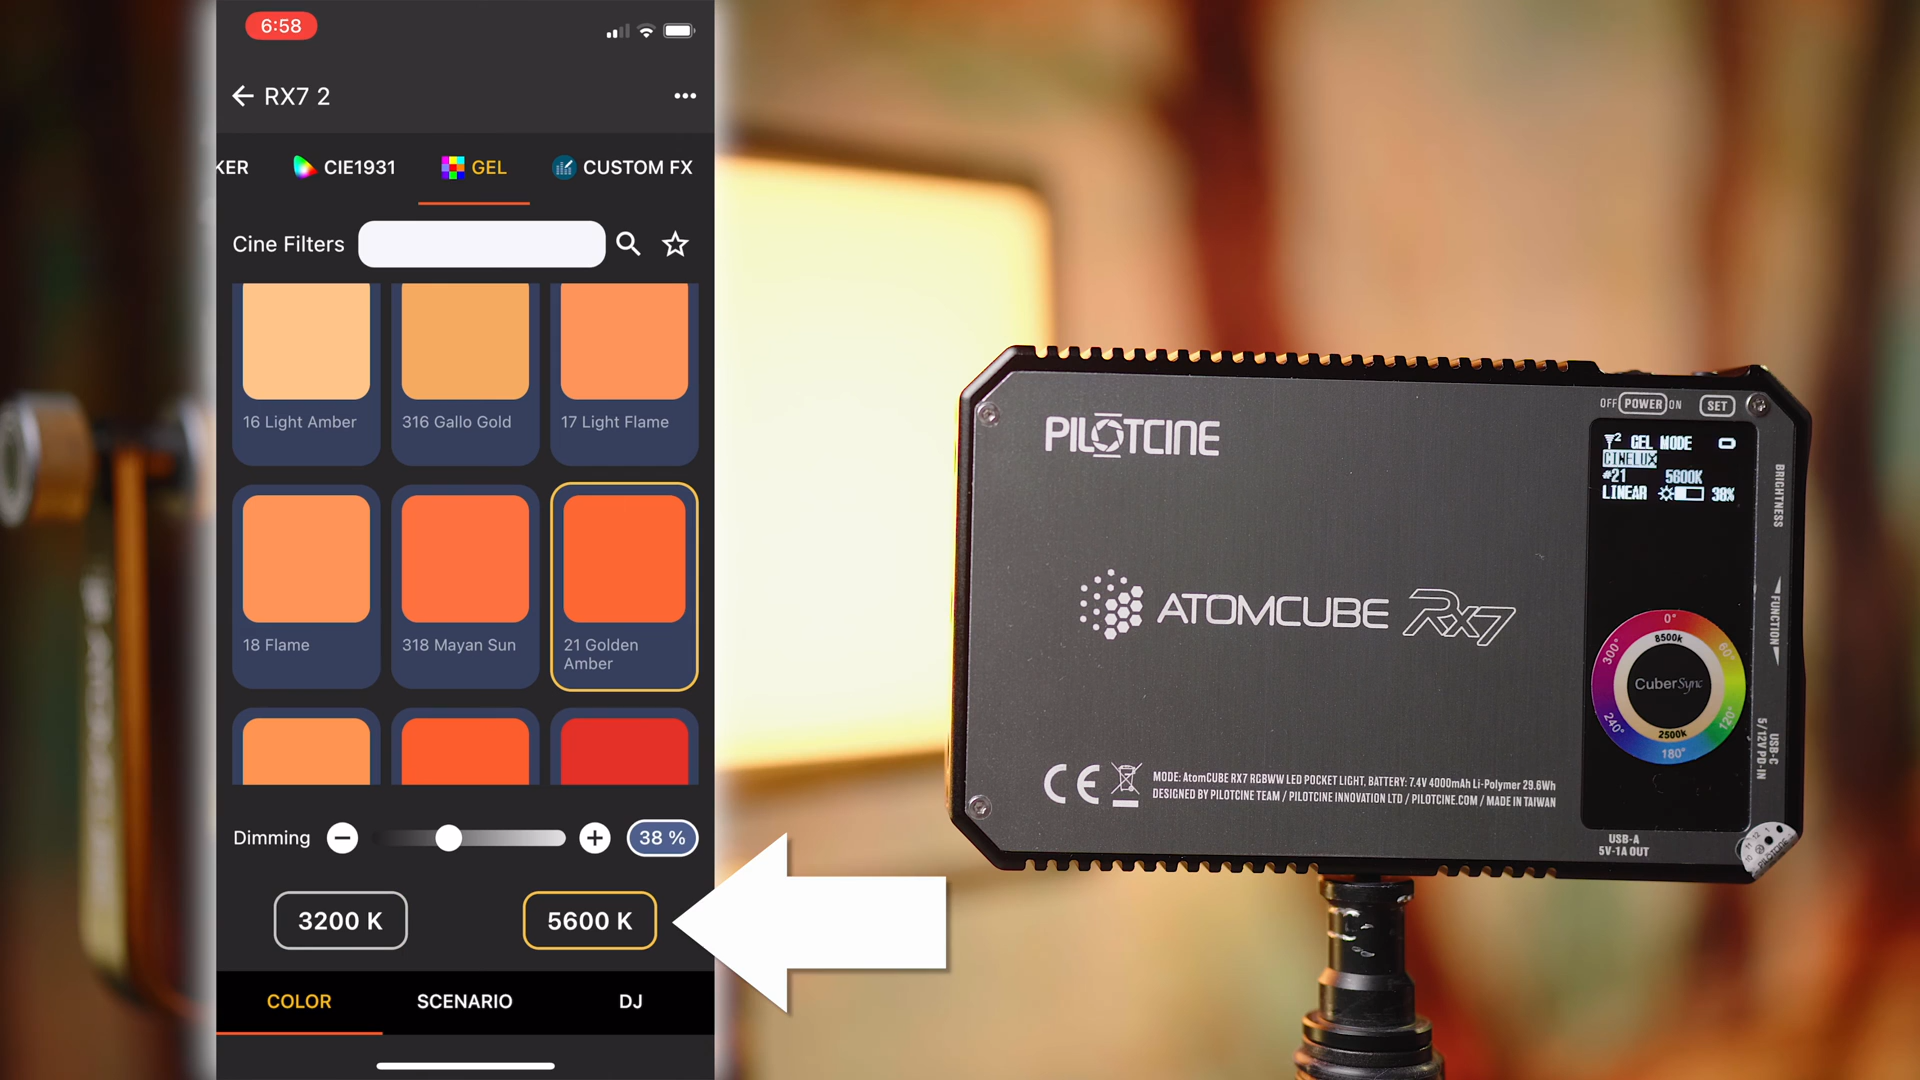 6:58
RX7 2
KER
CIE1931
GEL
CUSTOM FX
Cine Filters
16 Light Amber
316 Gallo Gold
17 Light Flame
18 Flame
318 Mayan Sun
21 Golden
Amber
Dimming
38 %
3200 K
5600 K
COLOR
SCENARIO
DJ
PILOTCINE
OFF POWER ON
SET
2 GEL MODE
CINELUX
#21 5600K
LINEAR 38%
BRIGHTNESS
FUNCTION
ATOMCUBE RX7
0°
60°
120°
180°
240°
300°
8500k
CuberSync
2500k
USB-C
5/12V PD-IN
CE
MODE: AtomCUBE RX7 RGBWW LED POCKET LIGHT, BATTERY: 7.4V 4000mAh Li-Polymer 29.6Wh
DESIGNED BY PILOTCINE TEAM / PILOTCINE INNOVATION LTD / PILOTCINE.COM / MADE IN TAIWAN
USB-A
5V-1A OUT